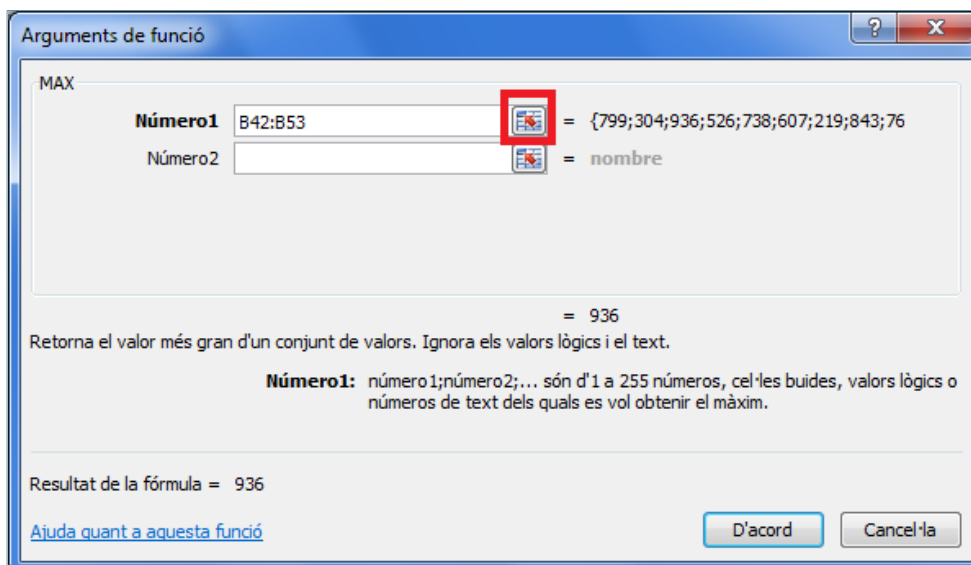 Arguments de funció
? X
MAX
Número1 B42:B53 = {799;304;936;526;738;607;219;843;76
Número2 = nombre
= 936
Retorna el valor més gran d'un conjunt de valors. Ignora els valors lògics i el text.
Número1: número1;número2;... són d'1 a 255 números, cel·les buides, valors lògics o
números de text dels quals es vol obtenir el màxim.
Resultat de la fórmula = 936
Ajuda quant a aquesta funció D'acord Cancel·la